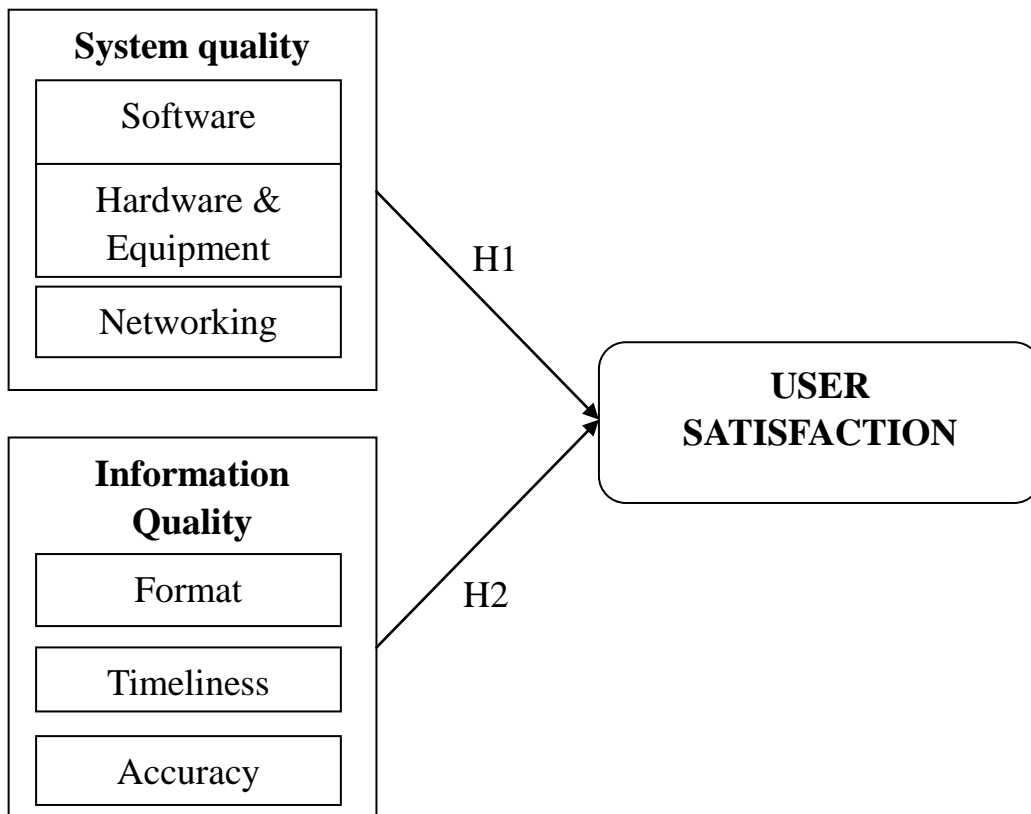 System quality
Software
Hardware &
Equipment
Networking
H1
USER
SATISFACTION
Information
Quality
Format
Timeliness
Accuracy
H2